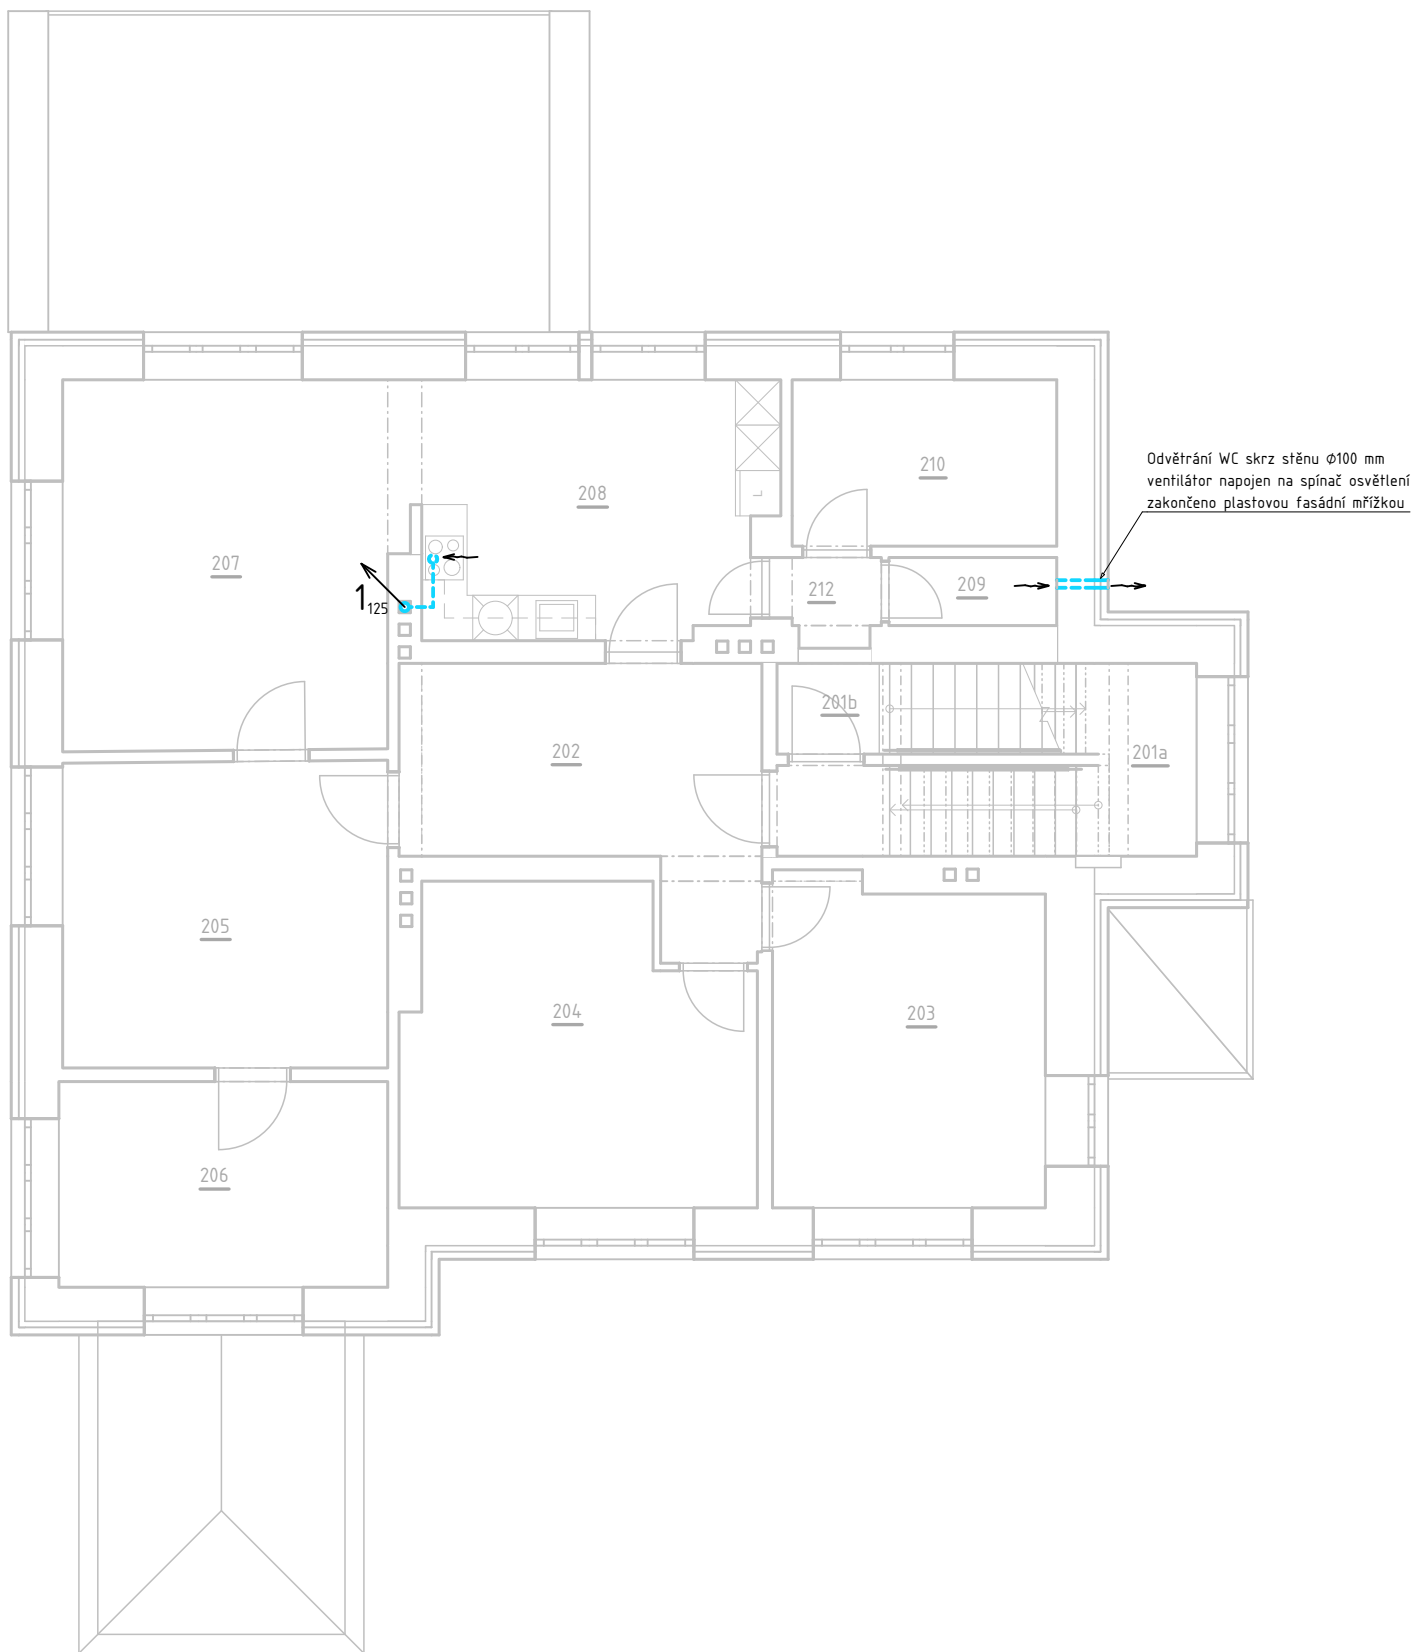 Odvětrání WC skrz stěnu Ø100 mm
ventilátor napojen na spínač osvětlení
zakončeno plastovou fasádní mřížkou
210
208
207
212
209
1 125
201b
202
201a
205
204
203
206
L